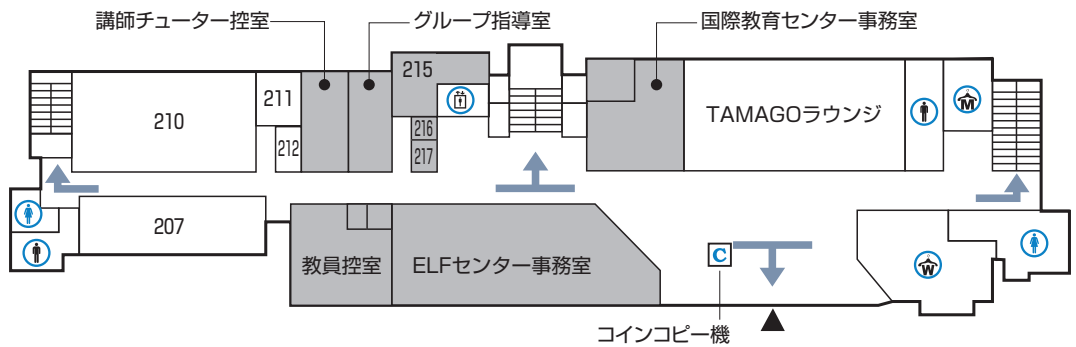 講師チューター控室
グループ指導室
国際教育センター事務室
215
211
210
TAMAGOラウンジ
M
216
212
217
207
教員控室
ELFセンター事務室
C
W
コインコピー機